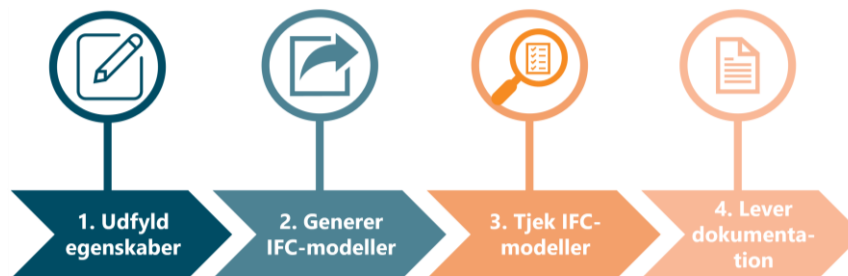 1. Udfyld
egenskaber
2. Generer
IFC-modeller
3. Tjek IFC-
modeller
4. Lever
dokumenta-
tion